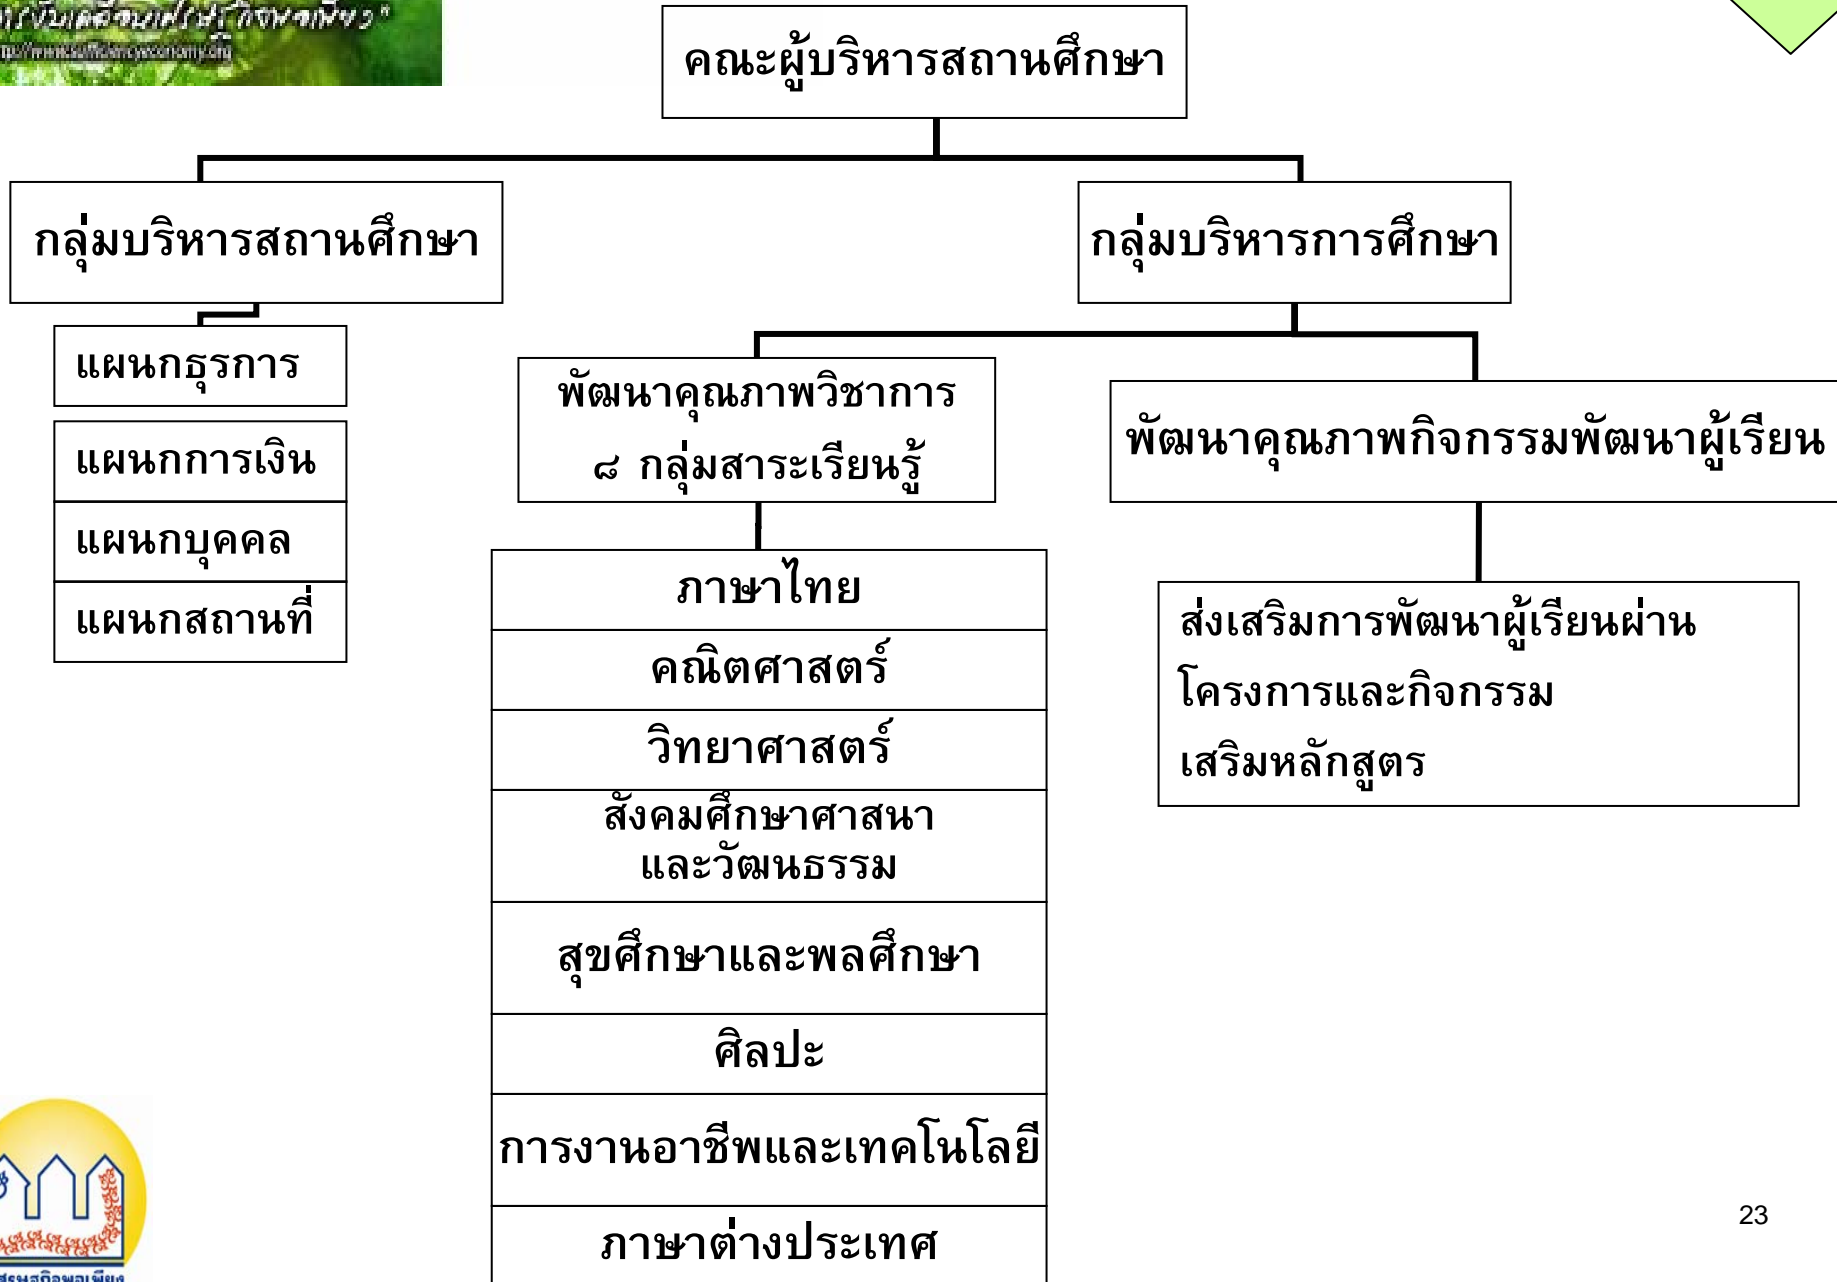 คณะผู้บริหารสถานศึกษา
กลุ่มบริหารสถานศึกษา
กลุ่มบริหารการศึกษา
แผนกธุรการ
แผนกการเงิน
แผนกบุคคล
แผนกสถานที่
พัฒนาคุณภาพวิชาการ
๘ กลุ่มสาระเรียนรู้
พัฒนาคุณภาพกิจกรรมพัฒนาผู้เรียน
ภาษาไทย
คณิตศาสตร์
วิทยาศาสตร์
สังคมศึกษาศาสนา
และวัฒนธรรม
สุขศึกษาและพลศึกษา
ศิลปะ
การงานอาชีพและเทคโนโลยี
ภาษาต่างประเทศ
ส่งเสริมการพัฒนาผู้เรียนผ่าน
โครงการและกิจกรรม
เสริมหลักสูตร
23